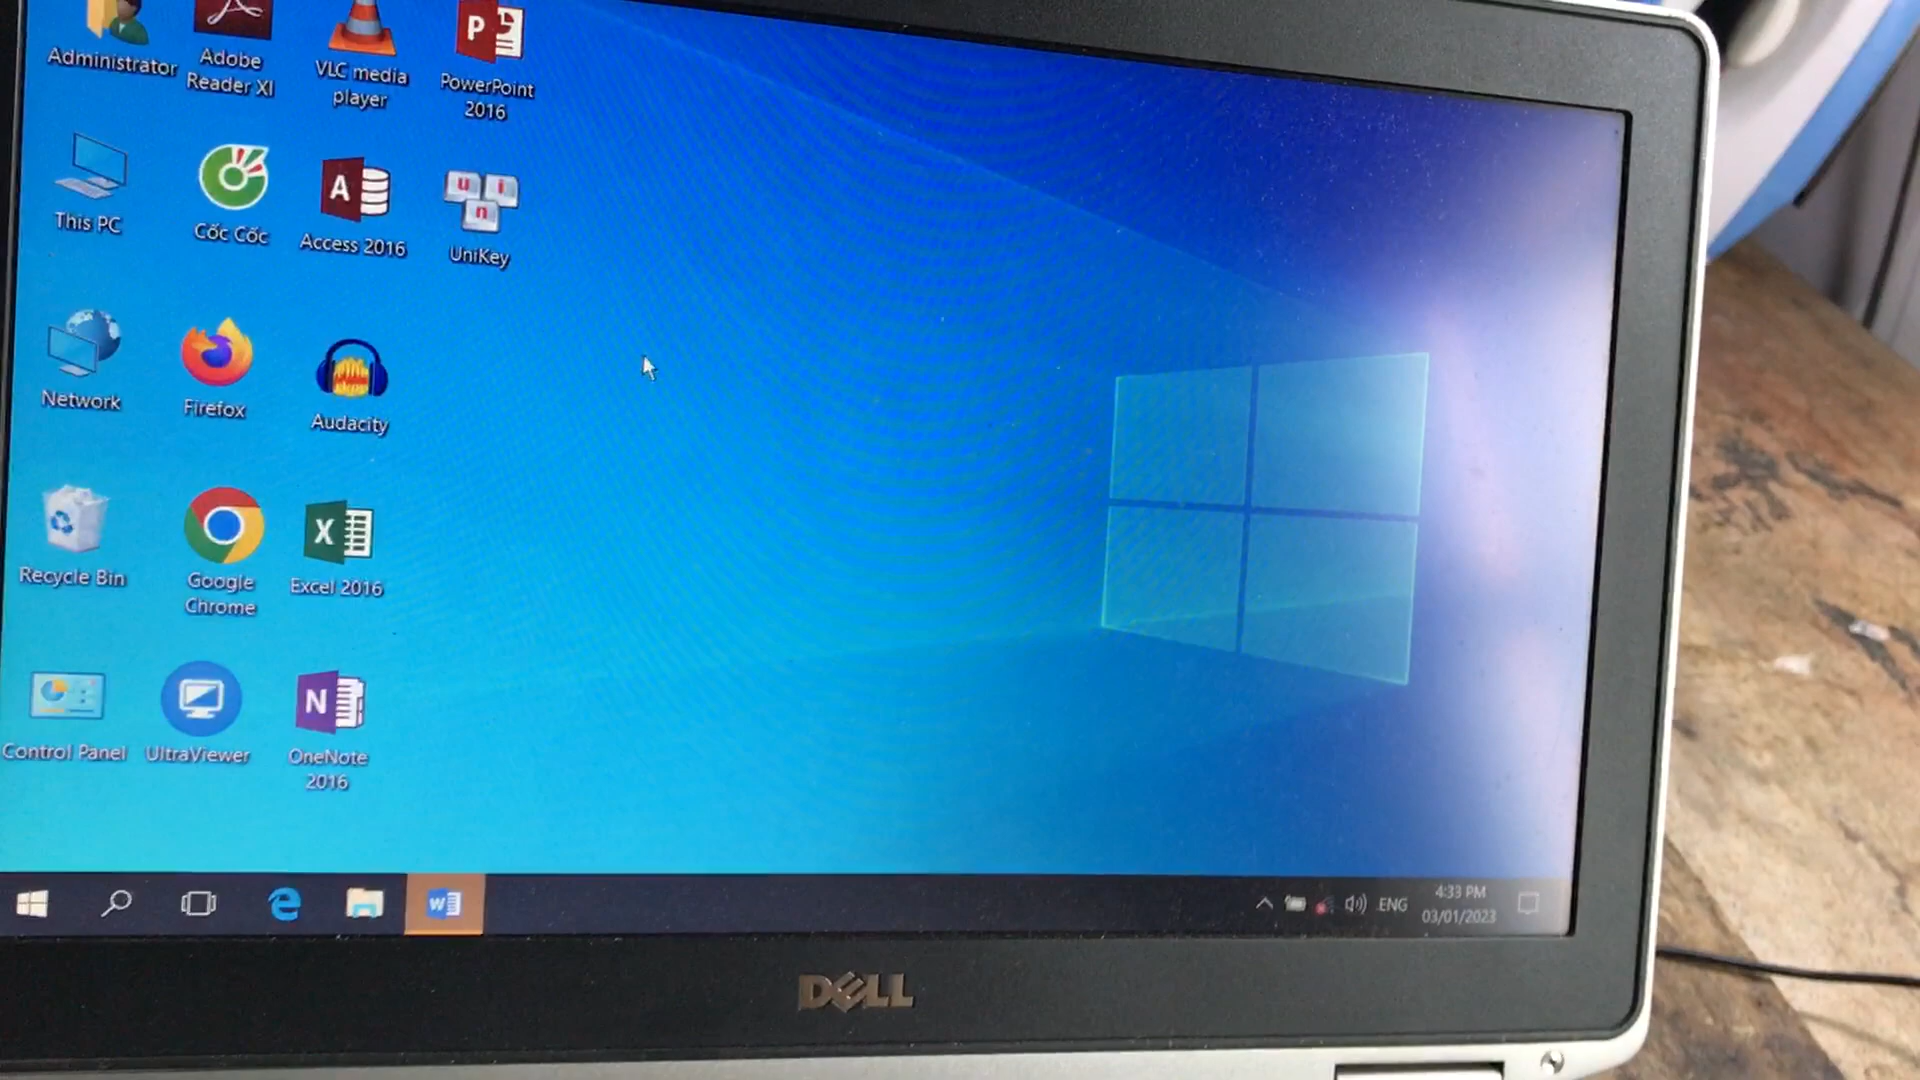 Administrator
Adobe
Reader XI
VLC media
player
PowerPoint
2016
This PC
Cốc Cốc
Access 2016
UniKey
Network
Firefox
Audacity
Recycle Bin
Google
Chrome
Excel 2016
Control Panel
UltraViewer
OneNote
2016
ENG
4:33 PM
03/01/2023
DELL